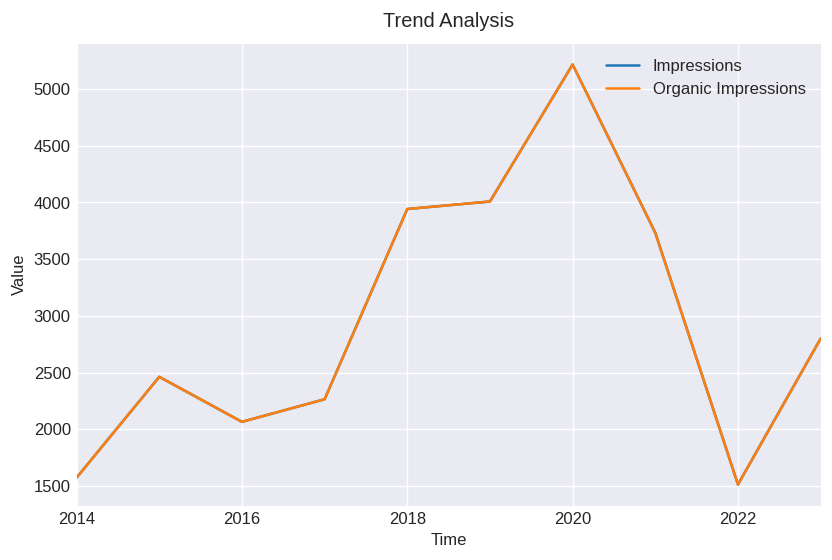 Trend Analysis
Impressions
Organic Impressions
5000
4500
4000
3500
3000
2500
2000
1500
Value
2014 2016 2018 2020 2022
Time